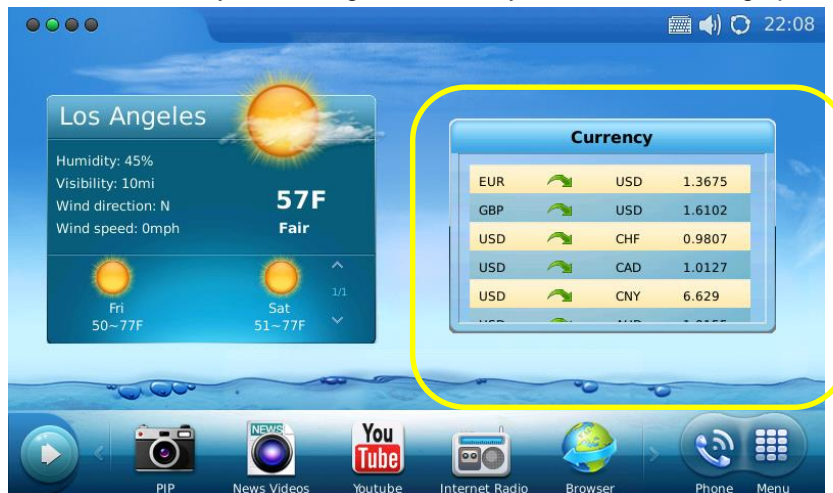 22:08
Los Angeles
Humidity: 45%
Visibility: 10mi
Wind direction: N
Wind speed: 0mph
57F
Fair
Fri
50~77F
Sat
51~77F
1/1
Currency
EUR USD 1.3675
GBP USD 1.6102
USD CHF 0.9807
USD CAD 1.0127
USD CNY 6.629
PIP
NEWS
News Videos
You
Tube
Youtube
Internet Radio
Browser
Phone
Menu